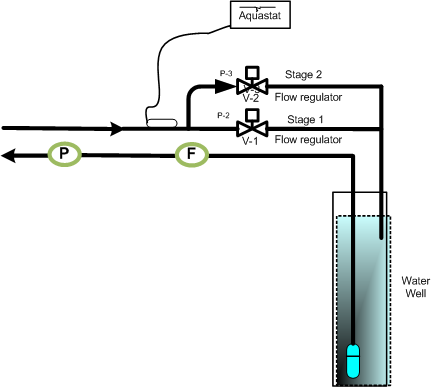 Aquastat
P-3
Stage 2
V-2
Flow regulator
P-2
Stage 1
V-1
Flow regulator
P
F
Water
Well